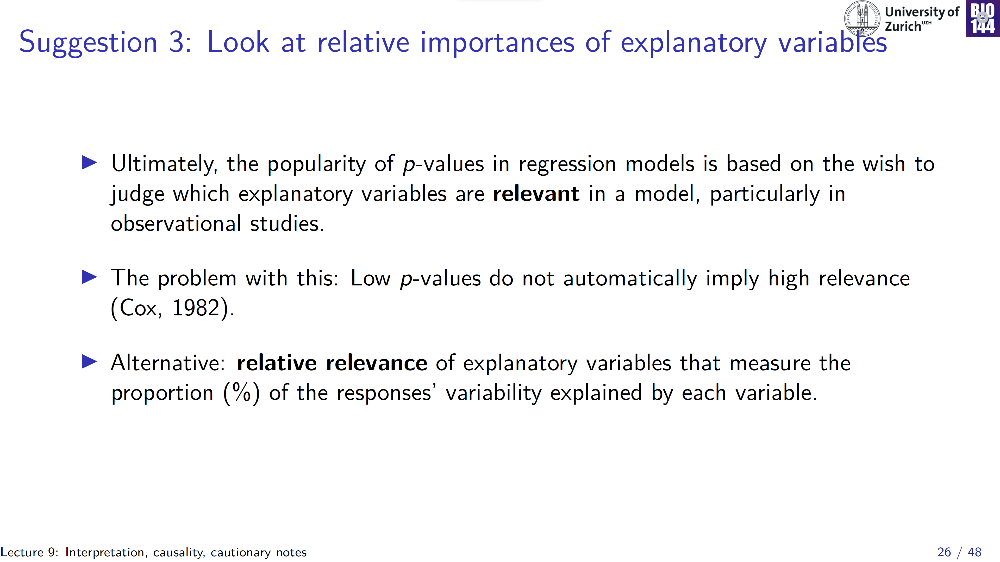 University of
Zurich UZH
BIO
144
Suggestion 3: Look at relative importances of explanatory variables
Ultimately, the popularity of p-values in regression models is based on the wish to
judge which explanatory variables are relevant in a model, particularly in
observational studies.
The problem with this: Low p-values do not automatically imply high relevance
(Cox, 1982).
Alternative: relative relevance of explanatory variables that measure the
proportion (%) of the responses’ variability explained by each variable.
Lecture 9: Interpretation, causality, cautionary notes
26 / 48